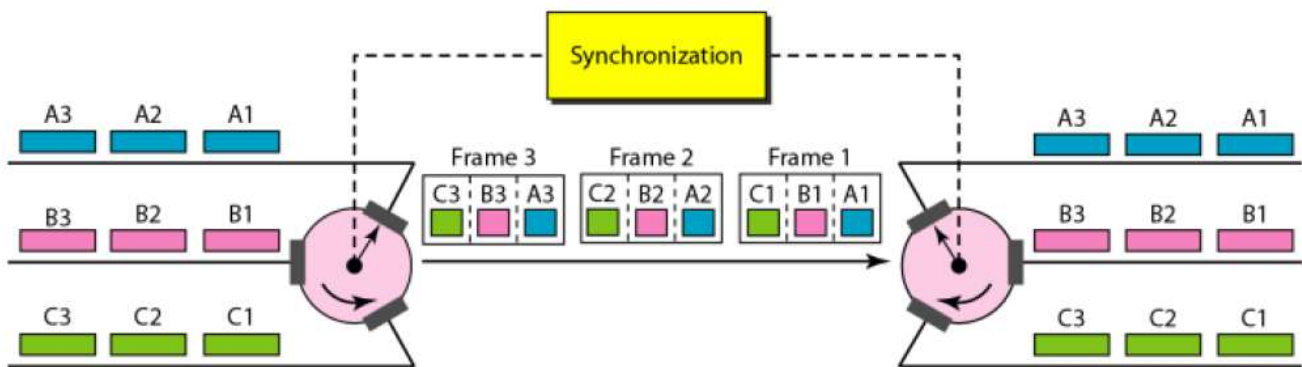 Synchronization
A3 A2 A1
A3 A2 A1
Frame 3 Frame 2 Frame 1
C3 B3 A3 C2 B2 A2 C1 B1 A1
B3 B2 B1
B3 B2 B1
C3 C2 C1
C3 C2 C1